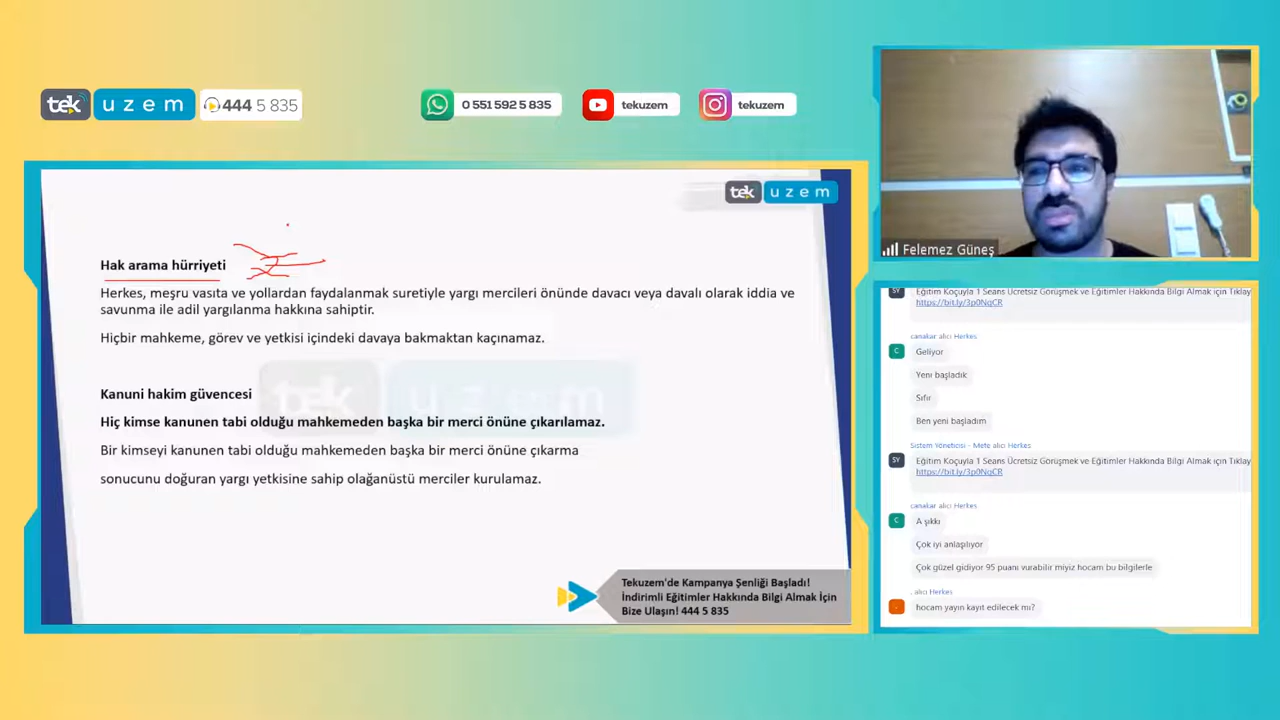 tek uzem 444 5 835
0 551 592 5 835
tekuzem
tekuzem
tek uzem
Hak arama hürriyeti
Herkes, meşru vasıta ve yollardan faydalanmak suretiyle yargı mercileri önünde davacı veya davalı olarak iddia ve
savunma ile adil yargılanma hakkına sahiptir.
Hiçbir mahkeme, görev ve yetkisi içindeki davaya bakmaktan kaçınamaz.
tek uzem
Kanuni hakim güvencesi
Hiç kimse kanunen tabi olduğu mahkemeden başka bir merci önüne çıkarılamaz.
Bir kimseyi kanunen tabi olduğu mahkemeden başka bir merci önüne çıkarma
sonucunu doğuran yargı yetkisine sahip olağanüstü merciler kurulamaz.
Tekuzem'de Kampanya Şenliği Başladı!
İndirimli Eğitimler Hakkında Bilgi Almak İçin
Bize Ulaşın! 444 5 835
Felemez Güneş
SY
Eğitim Koçuyla 1 Seans Ücretsiz Görüşmek ve Eğitimler Hakkında Bilgi Almak için Tıklay
https://bit.ly/3p0NqCR
canakar alıcı Herkes
C
Geliyor
Yeni başladık
Sıfır
Ben yeni başladım
Sistem Yöneticisi - Mete alıcı Herkes
SY
Eğitim Koçuyla 1 Seans Ücretsiz Görüşmek ve Eğitimler Hakkında Bilgi Almak için Tıklay
https://bit.ly/3p0NqCR
canakar alıcı Herkes
C
A şıkkı
Çok iyi anlaşılıyor
Çok güzel gidiyor 95 puanı vurabilir miyiz hocam bu bilgilerle
. alıcı Herkes
hocam yayın kayıt edilecek mı?